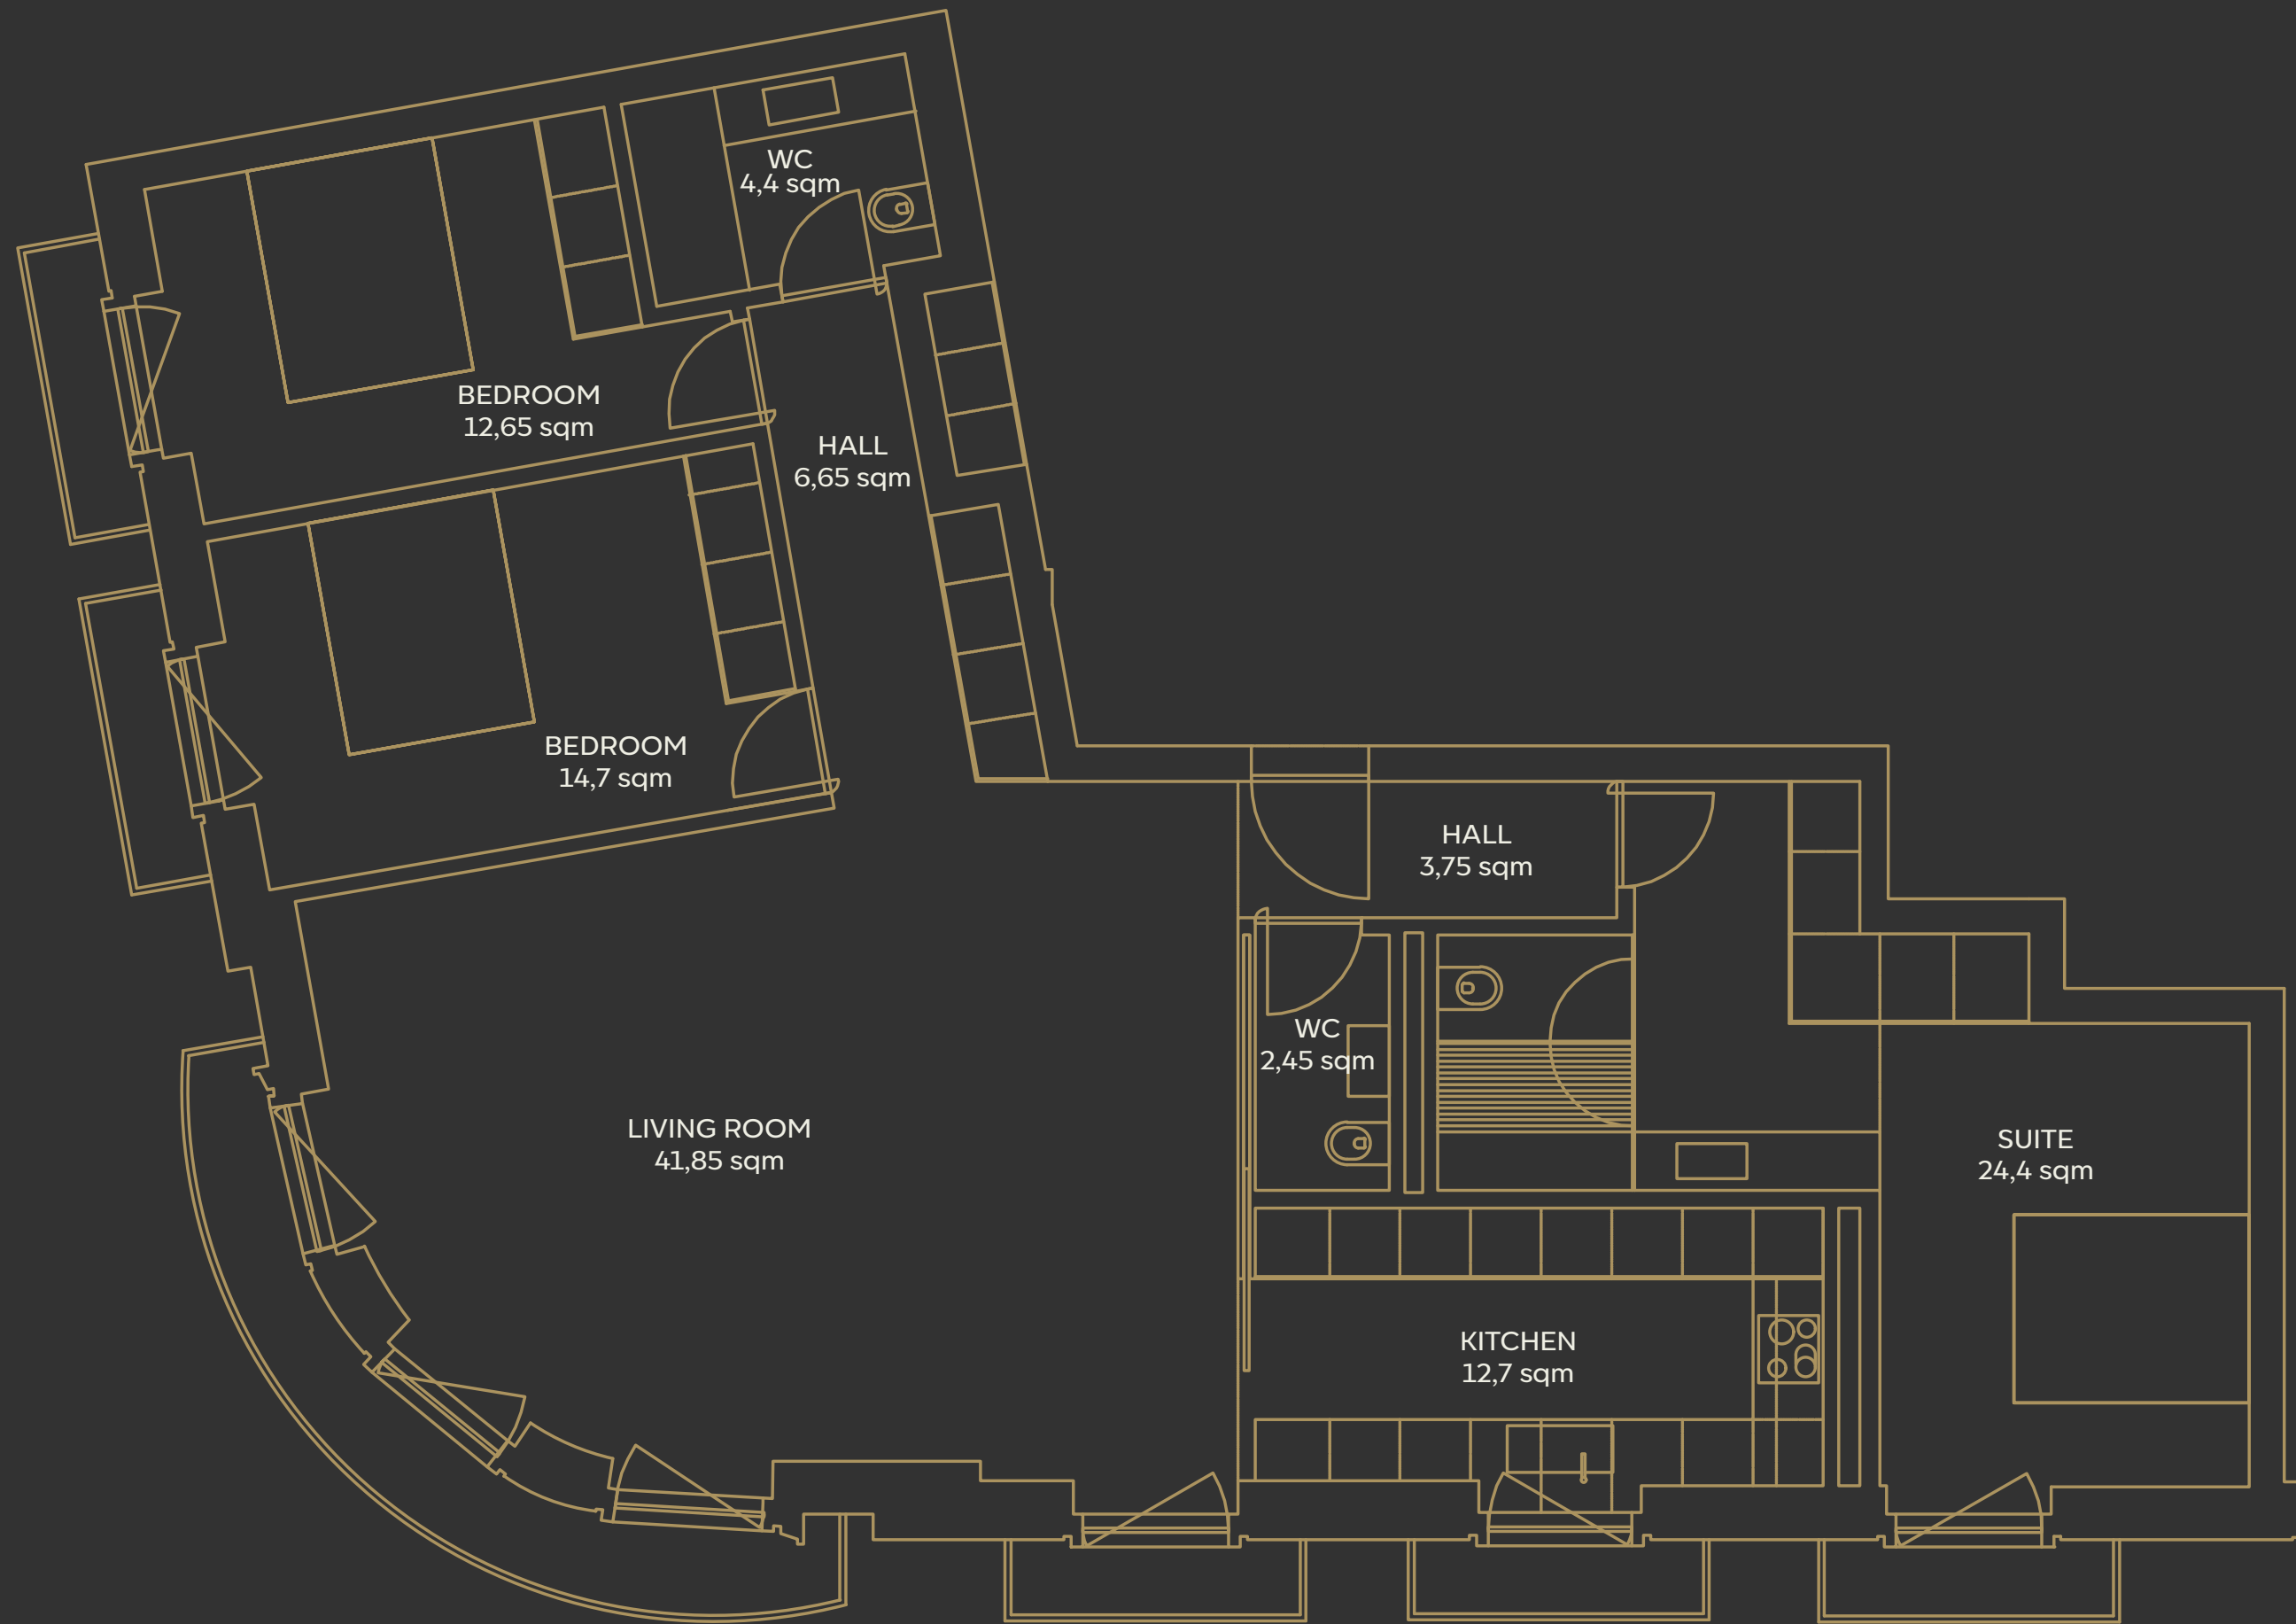 WC
4,4 sqm
BEDROOM
12,65 sqm
HALL
6,65 sqm
BEDROOM
14,7 sqm
HALL
3,75 sqm
WC
2,45 sqm
LIVING ROOM
41,85 sqm
SUITE
24,4 sqm
KITCHEN
12,7 sqm